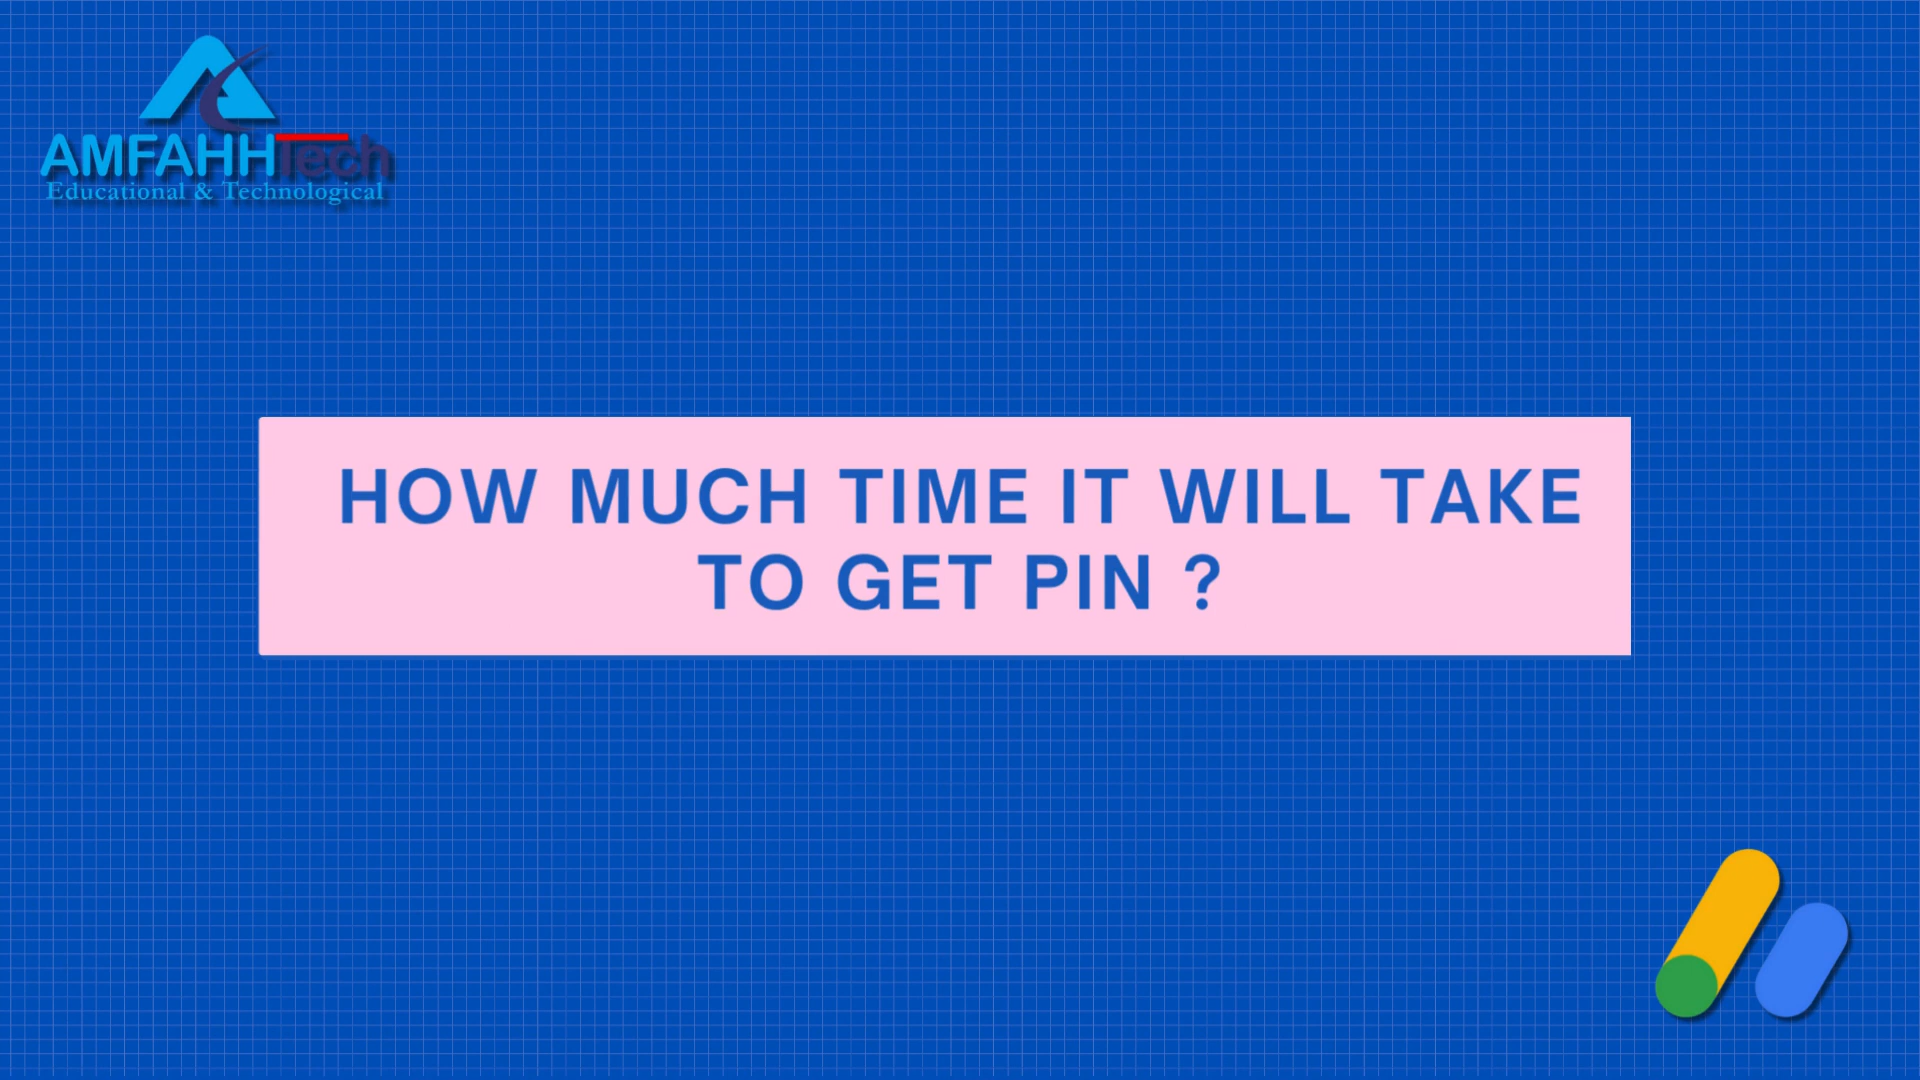 AMFAHHTech
Educational & Technological
HOW MUCH TIME IT WILL TAKE
TO GET PIN ?